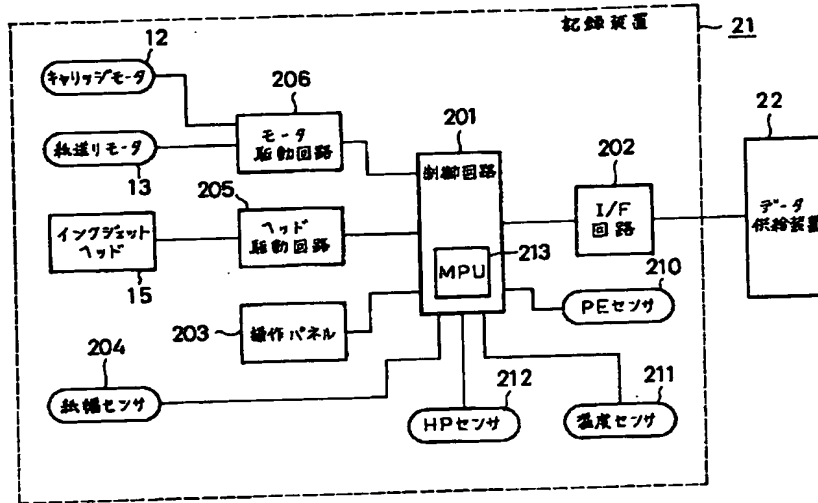 記録装置
21
12
キャリッジモータ
206
モータ
駆動回路
201
制御回路
22
紙送りモータ
13
202
I/F
回路
データ
供給装置
205
インクジェット
ヘッド
15
ヘッド
駆動回路
MPU
213
210
PEセンサ
203
操作パネル
204
紙幅センサ
212
HPセンサ
211
温度センサ